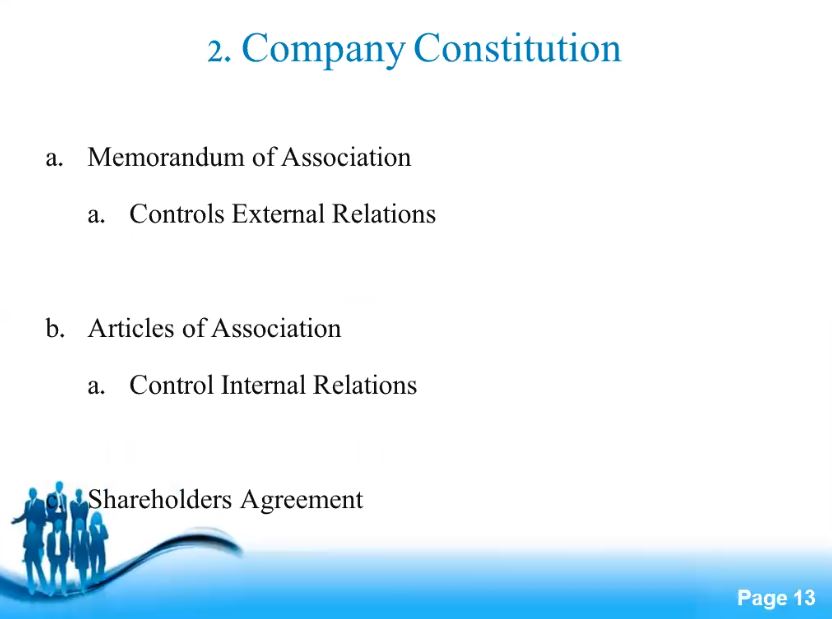 2. Company Constitution
a. Memorandum of Association
a. Controls External Relations
b. Articles of Association
a. Control Internal Relations
c. Shareholders Agreement
Page 13